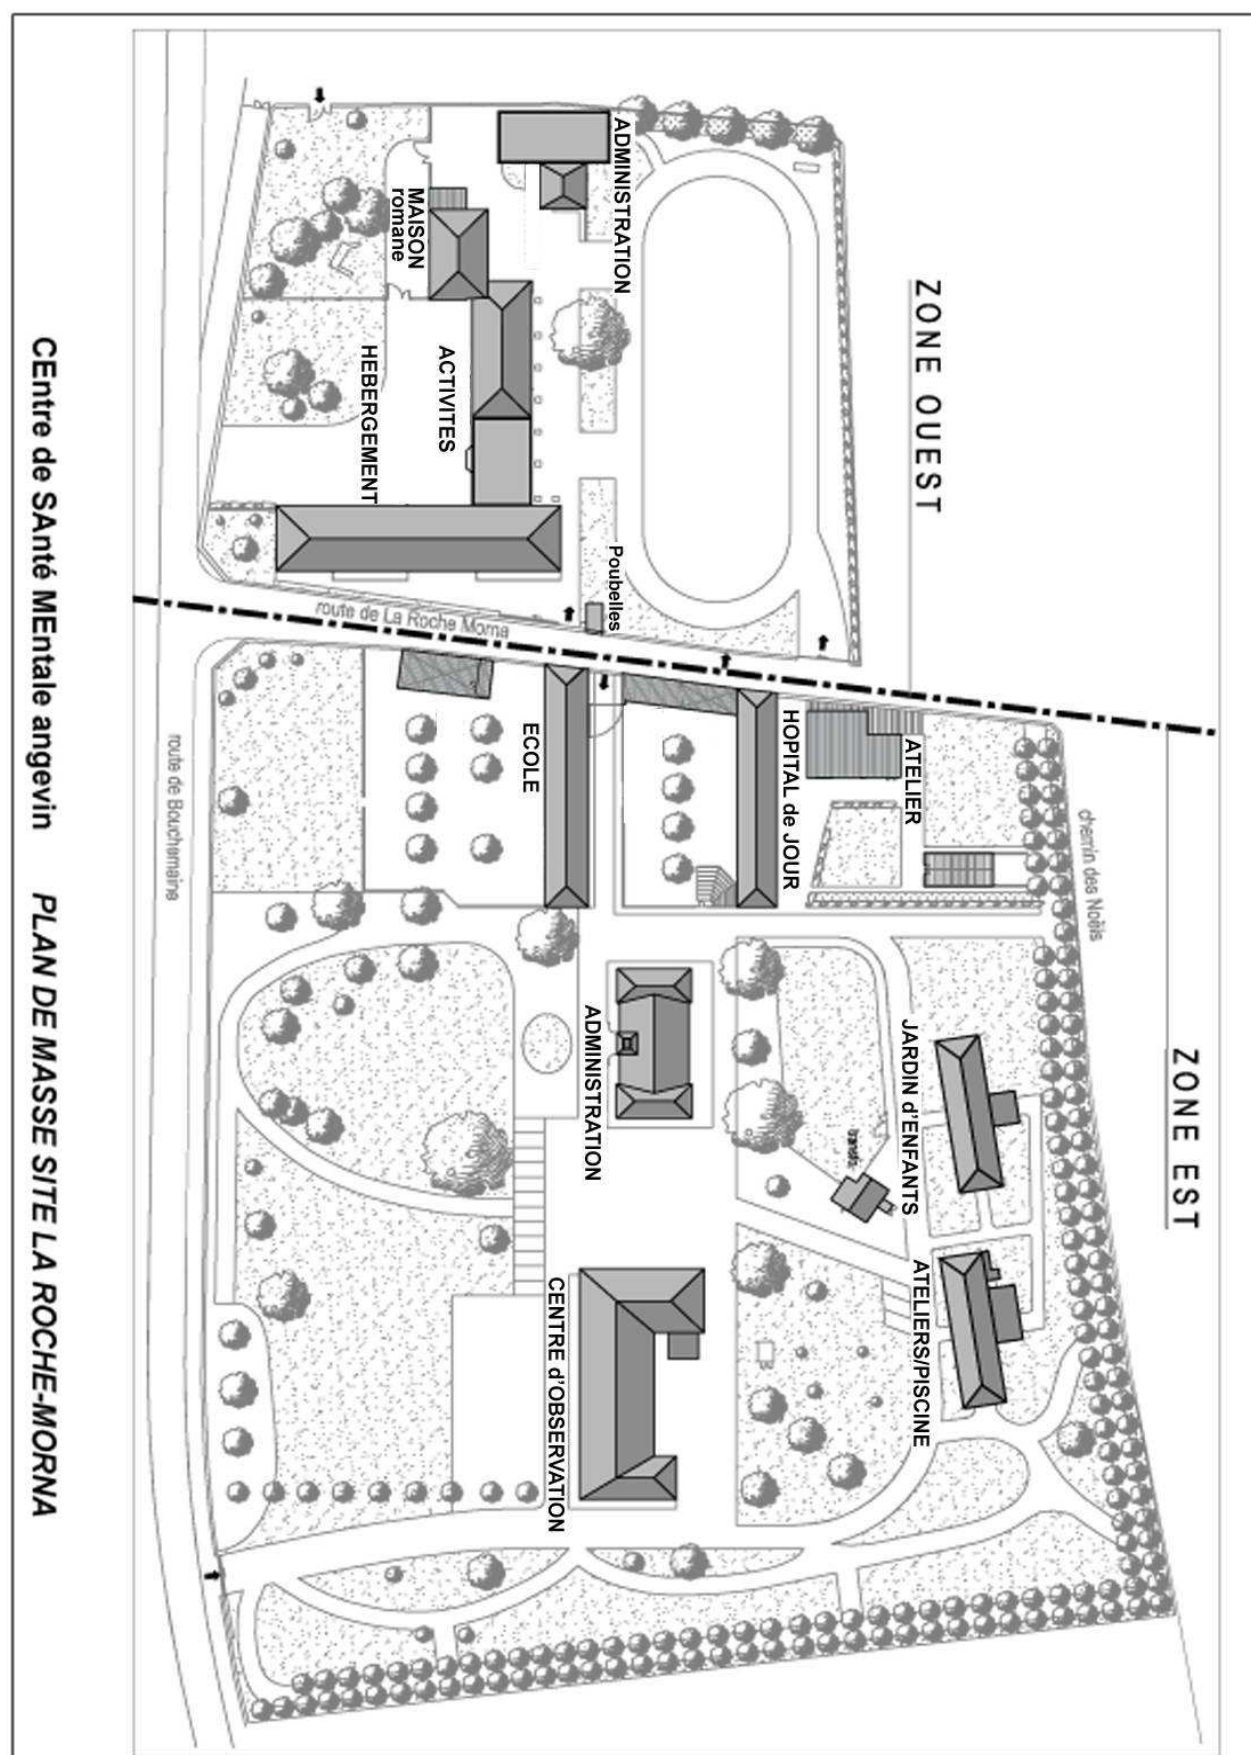 ZONE OUEST
ZONE EST
chemin des Noëls
ADMINISTRATION
MAISON
romane
ACTIVITES
HEBERGEMENT
Poubelles
route de La Roche Morna
ATELIER
HOPITAL de JOUR
ECOLE
JARDIN d'ENFANTS
transfo.
ADMINISTRATION
ATELIERS/PISCINE
CENTRE d'OBSERVATION
route de Bouchemaine
CEntre de SAnté MEntale angevin PLAN DE MASSE SITE LA ROCHE-MORNA